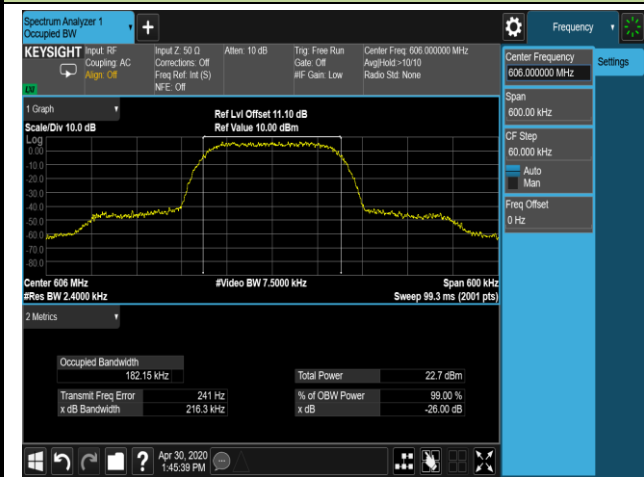 Spectrum Analyzer 1
Occupied BW
Frequency
KEYSIGHT
Input: RF
Coupling: AC
Align: Off
Input Z: 50 Ω
Corrections: Off
Freq Ref: Int (S)
NFE: Off
Atten: 10 dB
Trig: Free Run
Gate: Off
#IF Gain: Low
Center Freq: 606.000000 MHz
Avg|Hold:>10/10
Radio Std: None
LXI
Center Frequency
606.000000 MHz
Settings
Span
600.00 kHz
CF Step
60.000 kHz
Auto
Man
Freq Offset
0 Hz
1 Graph
Scale/Div 10.0 dB
Ref Lvl Offset 11.10 dB
Ref Value 10.00 dBm
Log
0.00
-10.0
-20.0
-30.0
-40.0
-50.0
-60.0
-70.0
-80.0
Center 606 MHz
#Res BW 2.4000 kHz
#Video BW 7.5000 kHz
Span 600 kHz
Sweep 99.3 ms (2001 pts)
2 Metrics
Occupied Bandwidth
182.15 kHz
Total Power 22.7 dBm
Transmit Freq Error 241 Hz
% of OBW Power 99.00 %
x dB Bandwidth 216.3 kHz
x dB -26.00 dB
Apr 30, 2020
1:45:39 PM